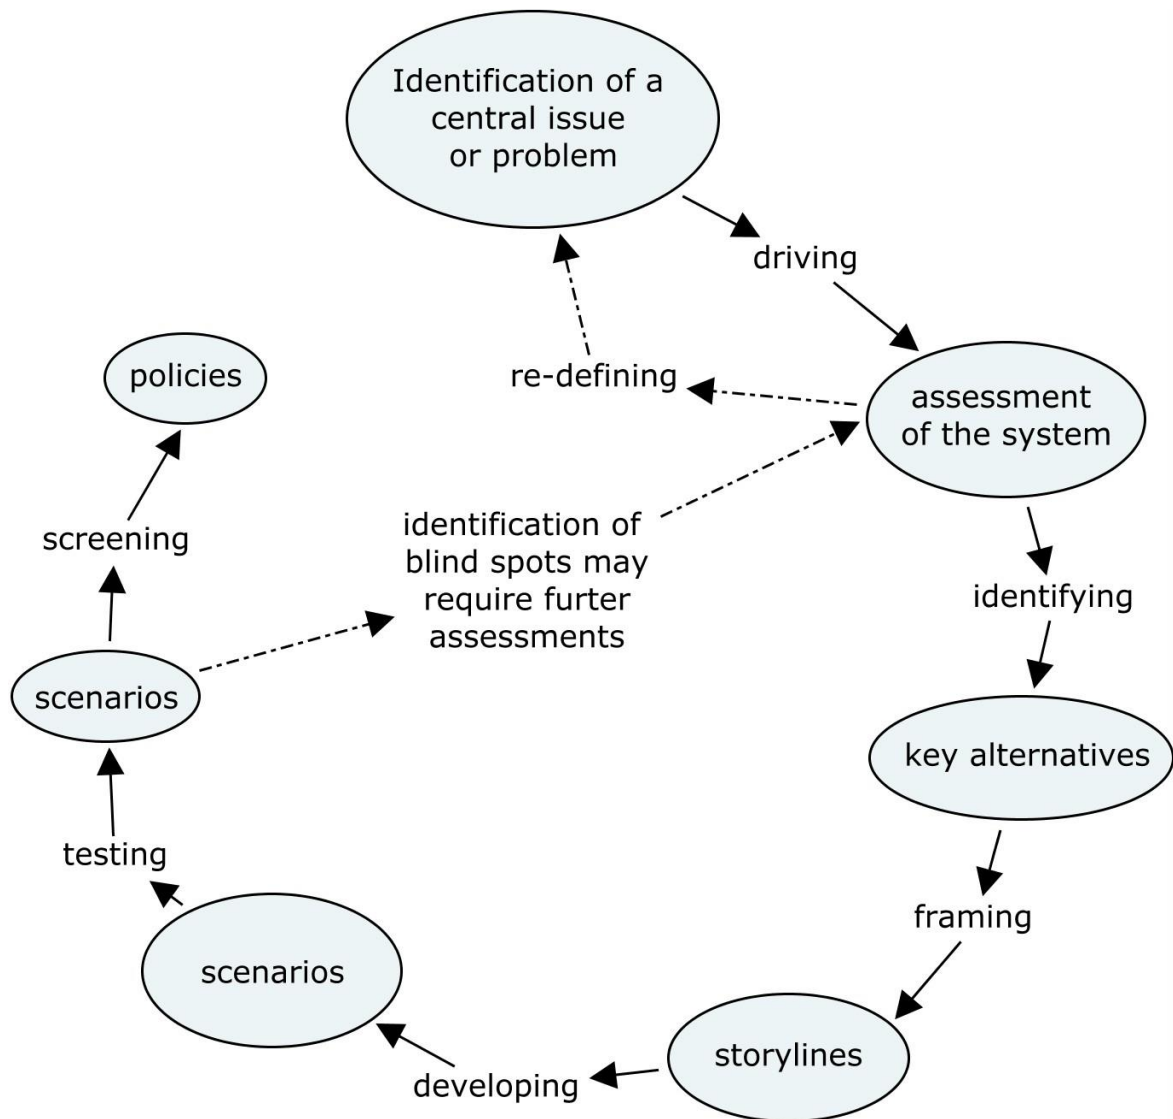 Identification of a
central issue
or problem
driving
assessment
of the system
re-defining
identification of
blind spots may
require furter
assessments
identifying
key alternatives
framing
storylines
developing
scenarios
testing
scenarios
screening
policies